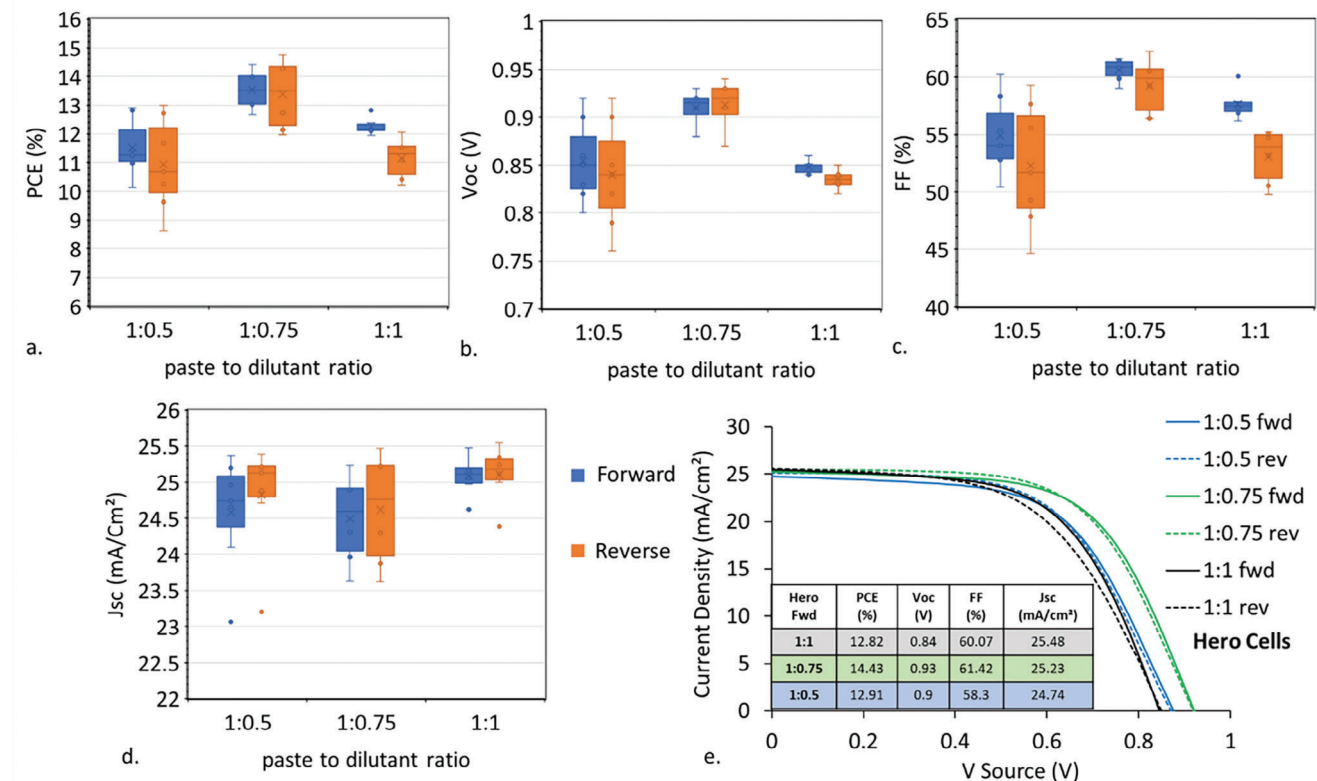 16
15
14
13
12
11
10
9
8
7
6
PCE (%)
1:0.5 1:0.75 1:1
a.
paste to dilutant ratio
1
0.95
0.9
0.85
0.8
0.75
0.7
Voc (V)
1:0.5 1:0.75 1:1
b.
paste to dilutant ratio
65
60
55
50
45
40
FF (%)
1:0.5 1:0.75 1:1
c.
paste to dilutant ratio
26
25.5
25
24.5
24
23.5
23
22.5
22
Jsc (mA/Cm²)
1:0.5 1:0.75 1:1
d.
paste to dilutant ratio
Forward
Reverse
30
25
20
15
10
5
0
Current Density (mA/cm²)
0 0.2 0.4 0.6 0.8 1
V Source (V)
e.
1:0.5 fwd
1:0.5 rev
1:0.75 fwd
1:0.75 rev
1:1 fwd
1:1 rev
Hero Cells
Hero Fwd PCE (%) Voc (V) FF (%) Jsc (mA/cm²)
1:1 12.82 0.84 60.07 25.48
1:0.75 14.43 0.93 61.42 25.23
1:0.5 12.91 0.9 58.3 24.74